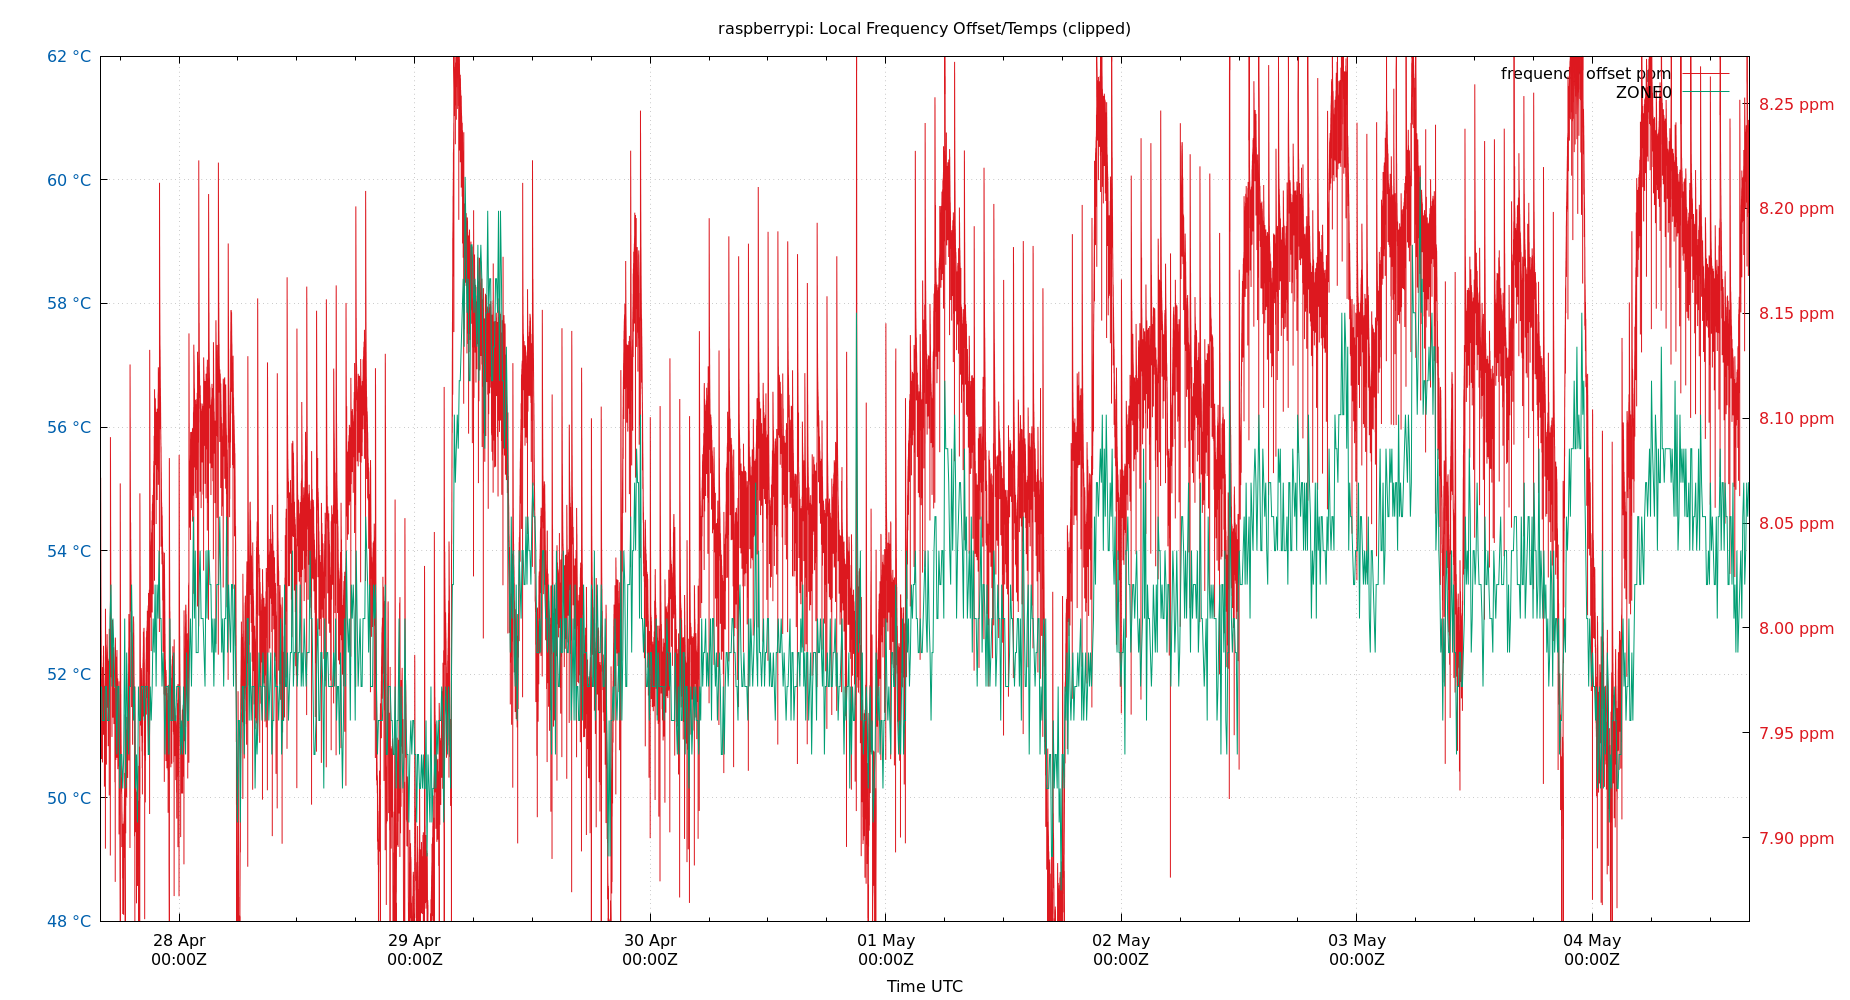 raspberrypi: Local Frequency Offset/Temps (clipped)
62 °C
60 °C
58 °C
56 °C
54 °C
52 °C
50 °C
48 °C
frequency offset ppm
ZONE0
8.25 ppm
8.20 ppm
8.15 ppm
8.10 ppm
8.05 ppm
8.00 ppm
7.95 ppm
7.90 ppm
28 Apr 29 Apr 30 Apr 01 May 02 May 03 May 04 May
00:00Z 00:00Z 00:00Z 00:00Z 00:00Z 00:00Z 00:00Z
Time UTC